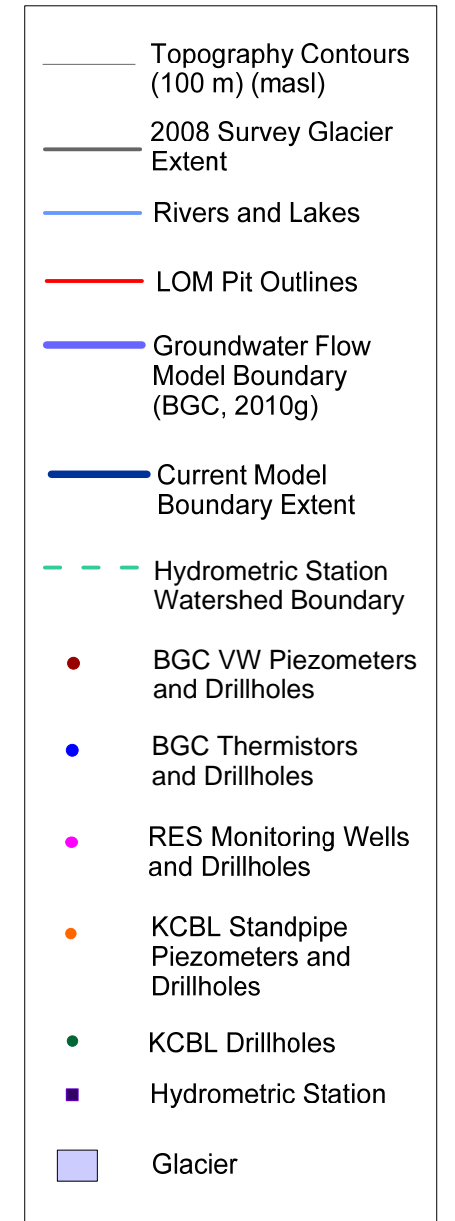 Topography Contours
(100 m) (masl)
2008 Survey Glacier
Extent
Rivers and Lakes
LOM Pit Outlines
Groundwater Flow
Model Boundary
(BGC, 2010g)
Current Model
Boundary Extent
Hydrometric Station
Watershed Boundary
BGC VW Piezometers
and Drillholes
BGC Thermistors
and Drillholes
RES Monitoring Wells
and Drillholes
KCBL Standpipe
Piezometers and
Drillholes
KCBL Drillholes
Hydrometric Station
Glacier